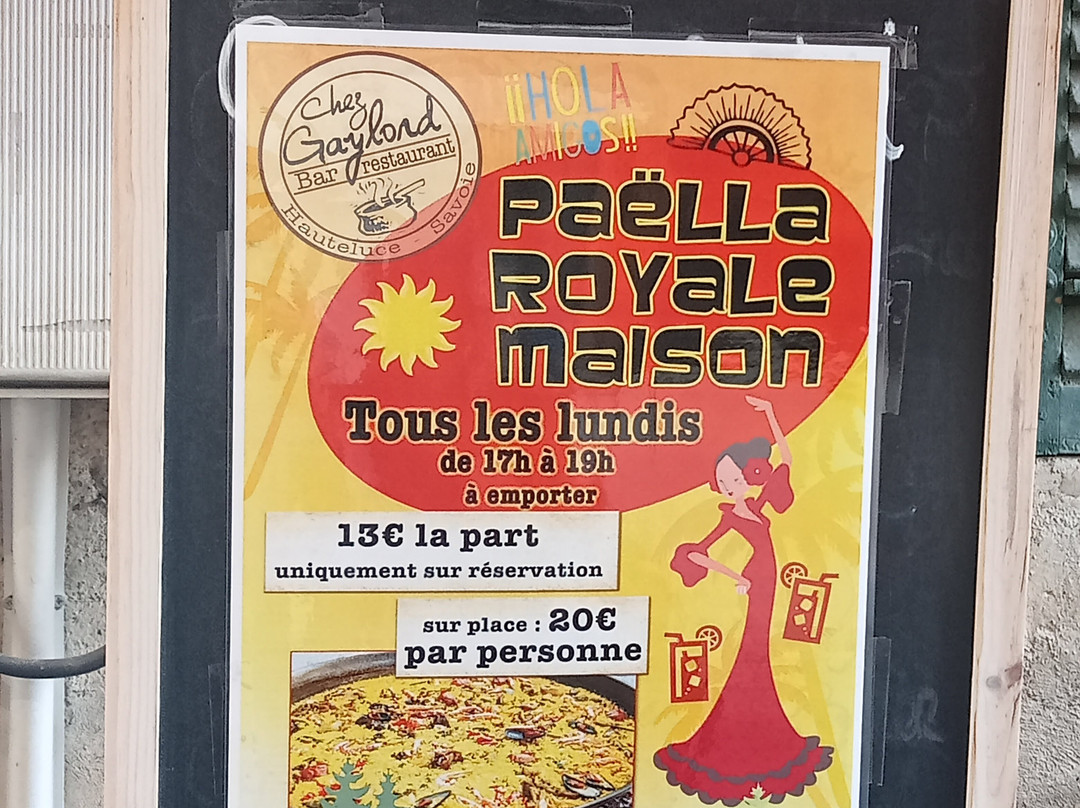 Chez
Gaylord
Bar restaurant
Hauteluce - Savoie
¡¡HOLA
AMIGOS!!
PaëLLa
ROYaLe
maison
Tous les lundis
de 17h à 19h
à emporter
13€ la part
uniquement sur réservation
sur place : 20€
par personne